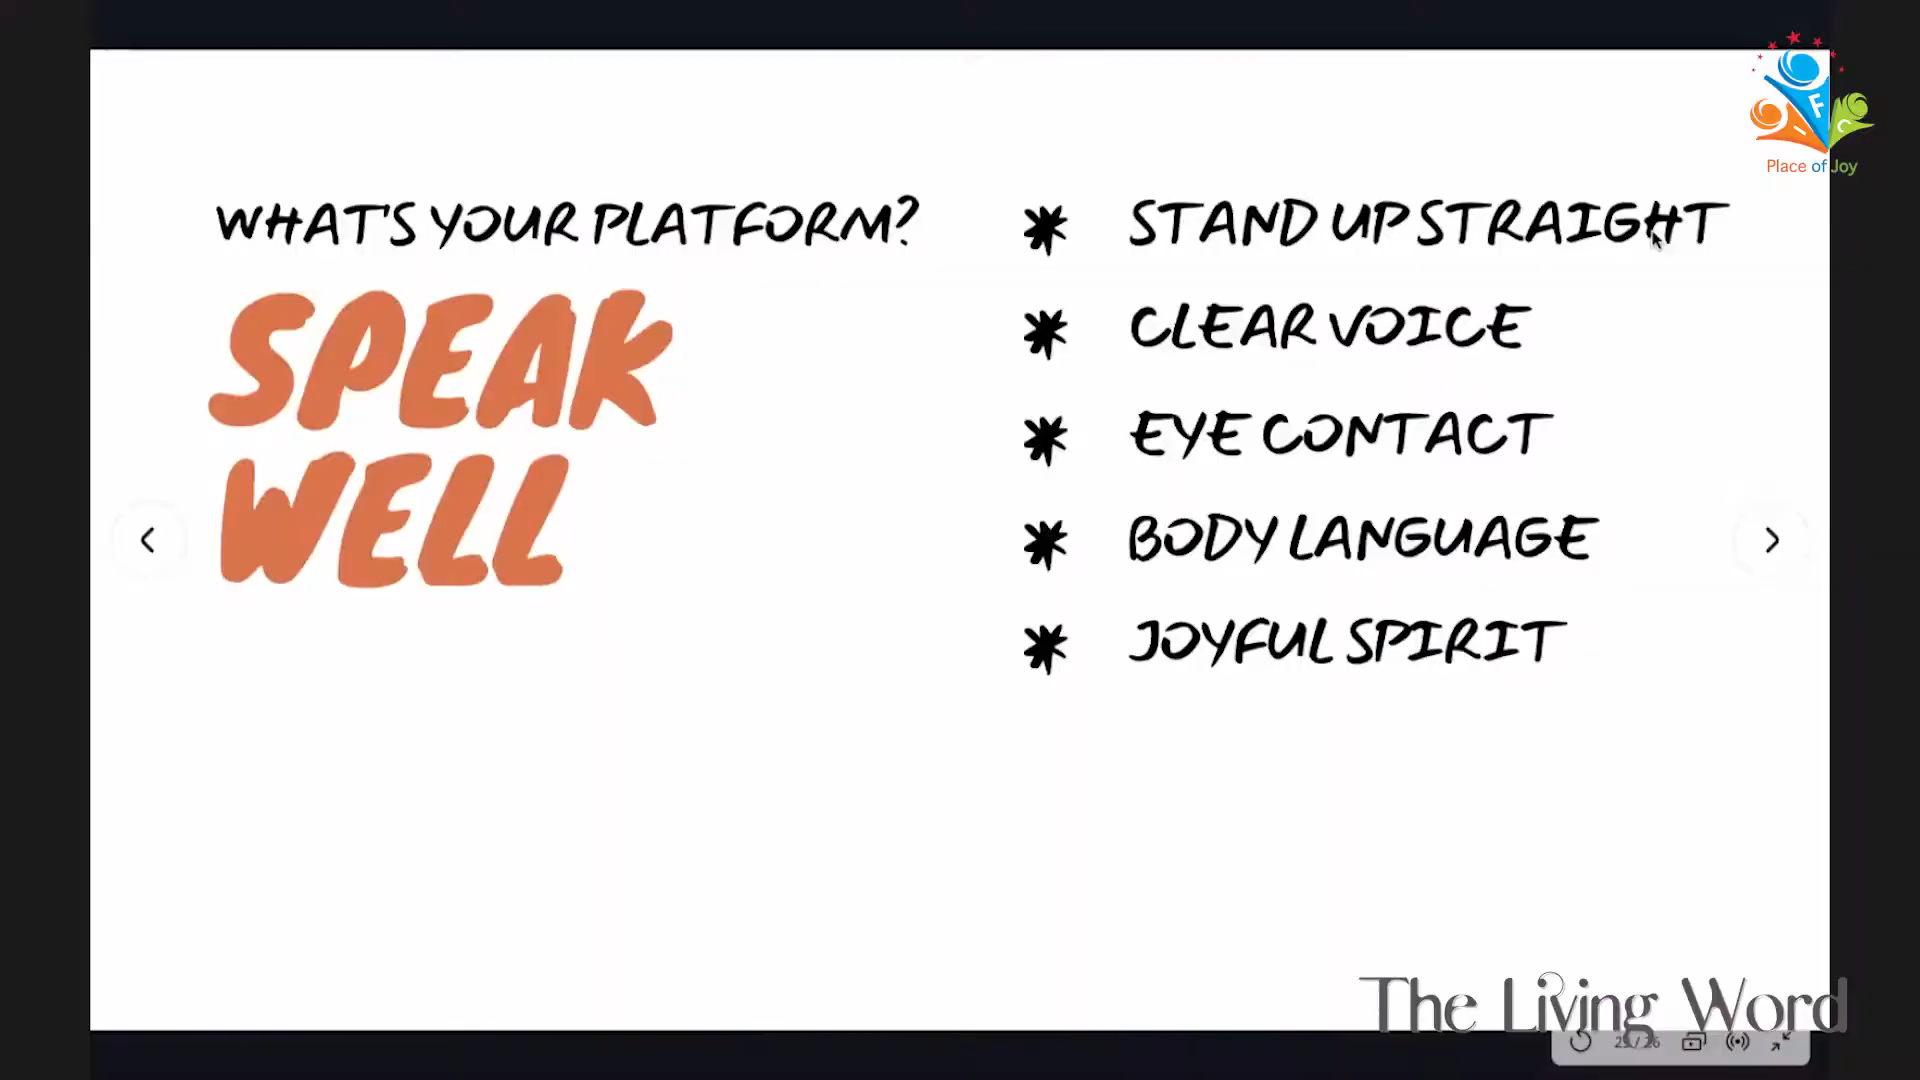 WHAT'S YOUR PLATFORM?
SPEAK
WELL
* STAND UP STRAIGHT
* CLEAR VOICE
* EYE CONTACT
* BODY LANGUAGE
* JOYFUL SPIRIT
I F C
Place of Joy
The Living Word